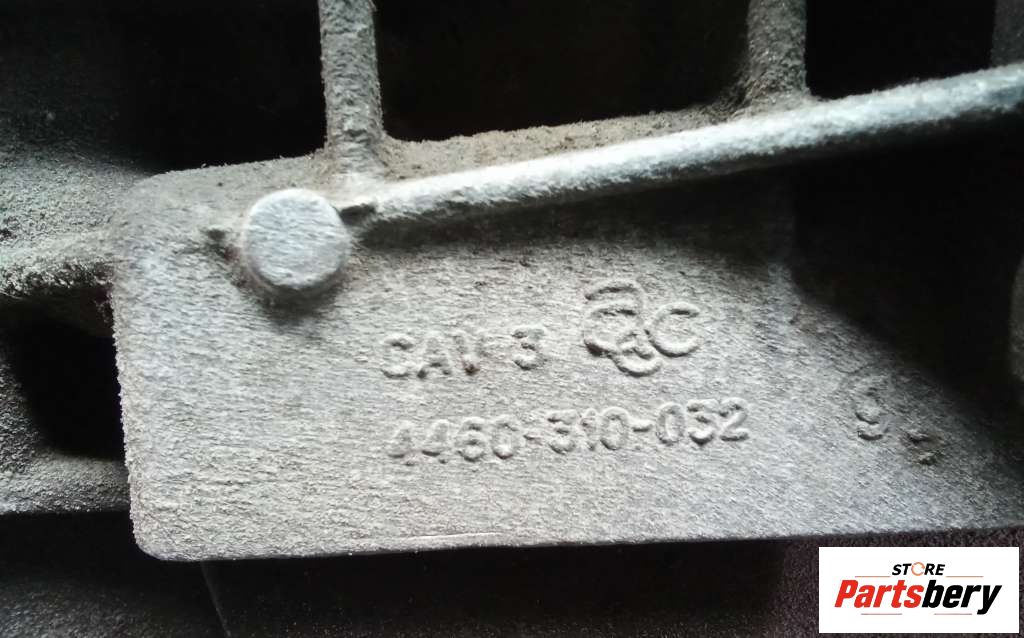 CAV 3
4460-310-032
9
STORE
Partsbery